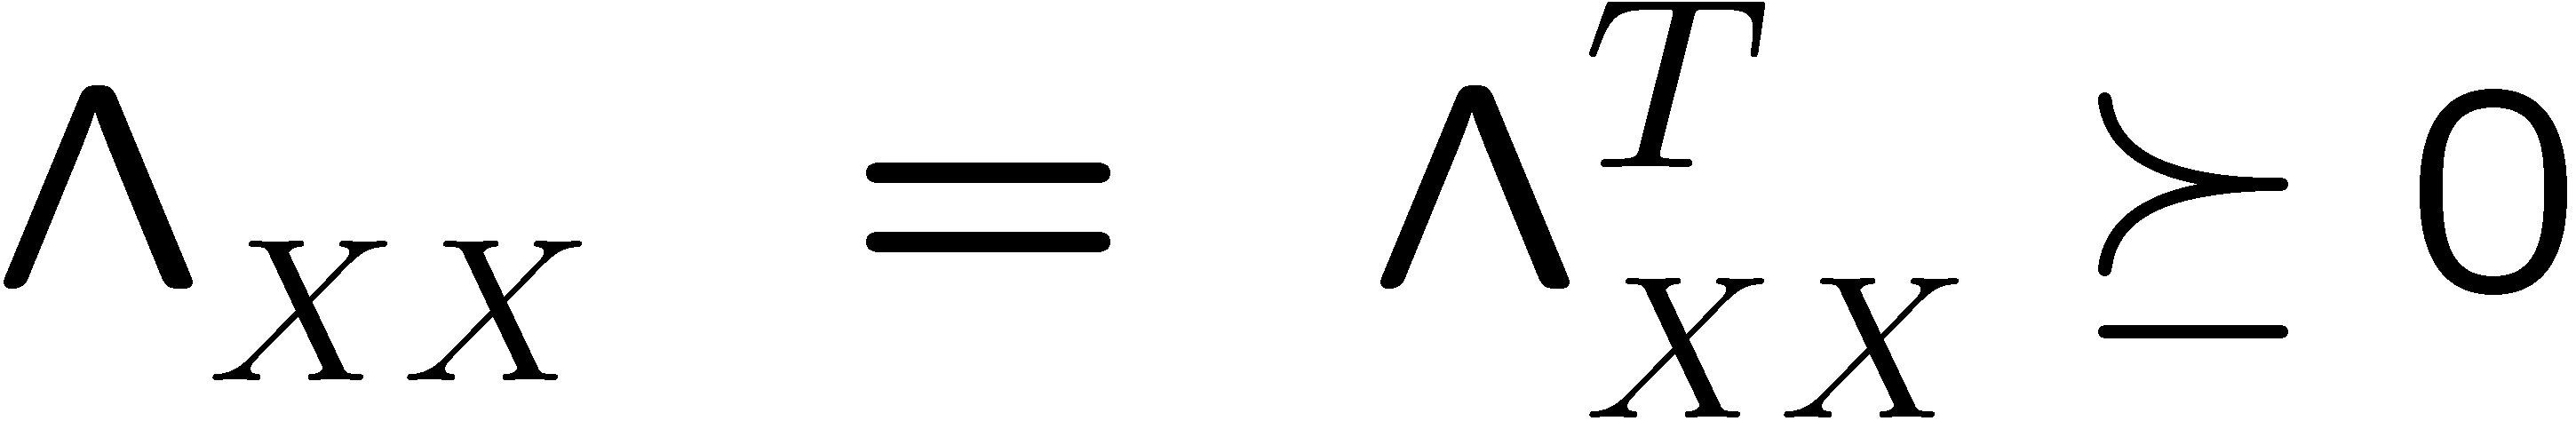 Λ_{XX} = Λ_{XX}^T ⪰ 0